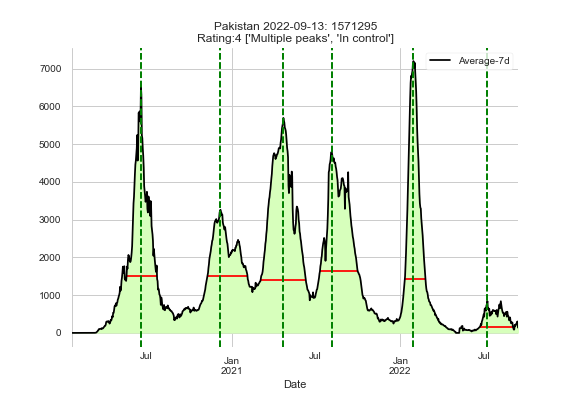 Pakistan 2022-09-13: 1571295
Rating:4 ['Multiple peaks', 'In control']
Average-7d
7000
6000
5000
4000
3000
2000
1000
0
Jul
Jan
2021
Jul
Jan
2022
Jul
Date